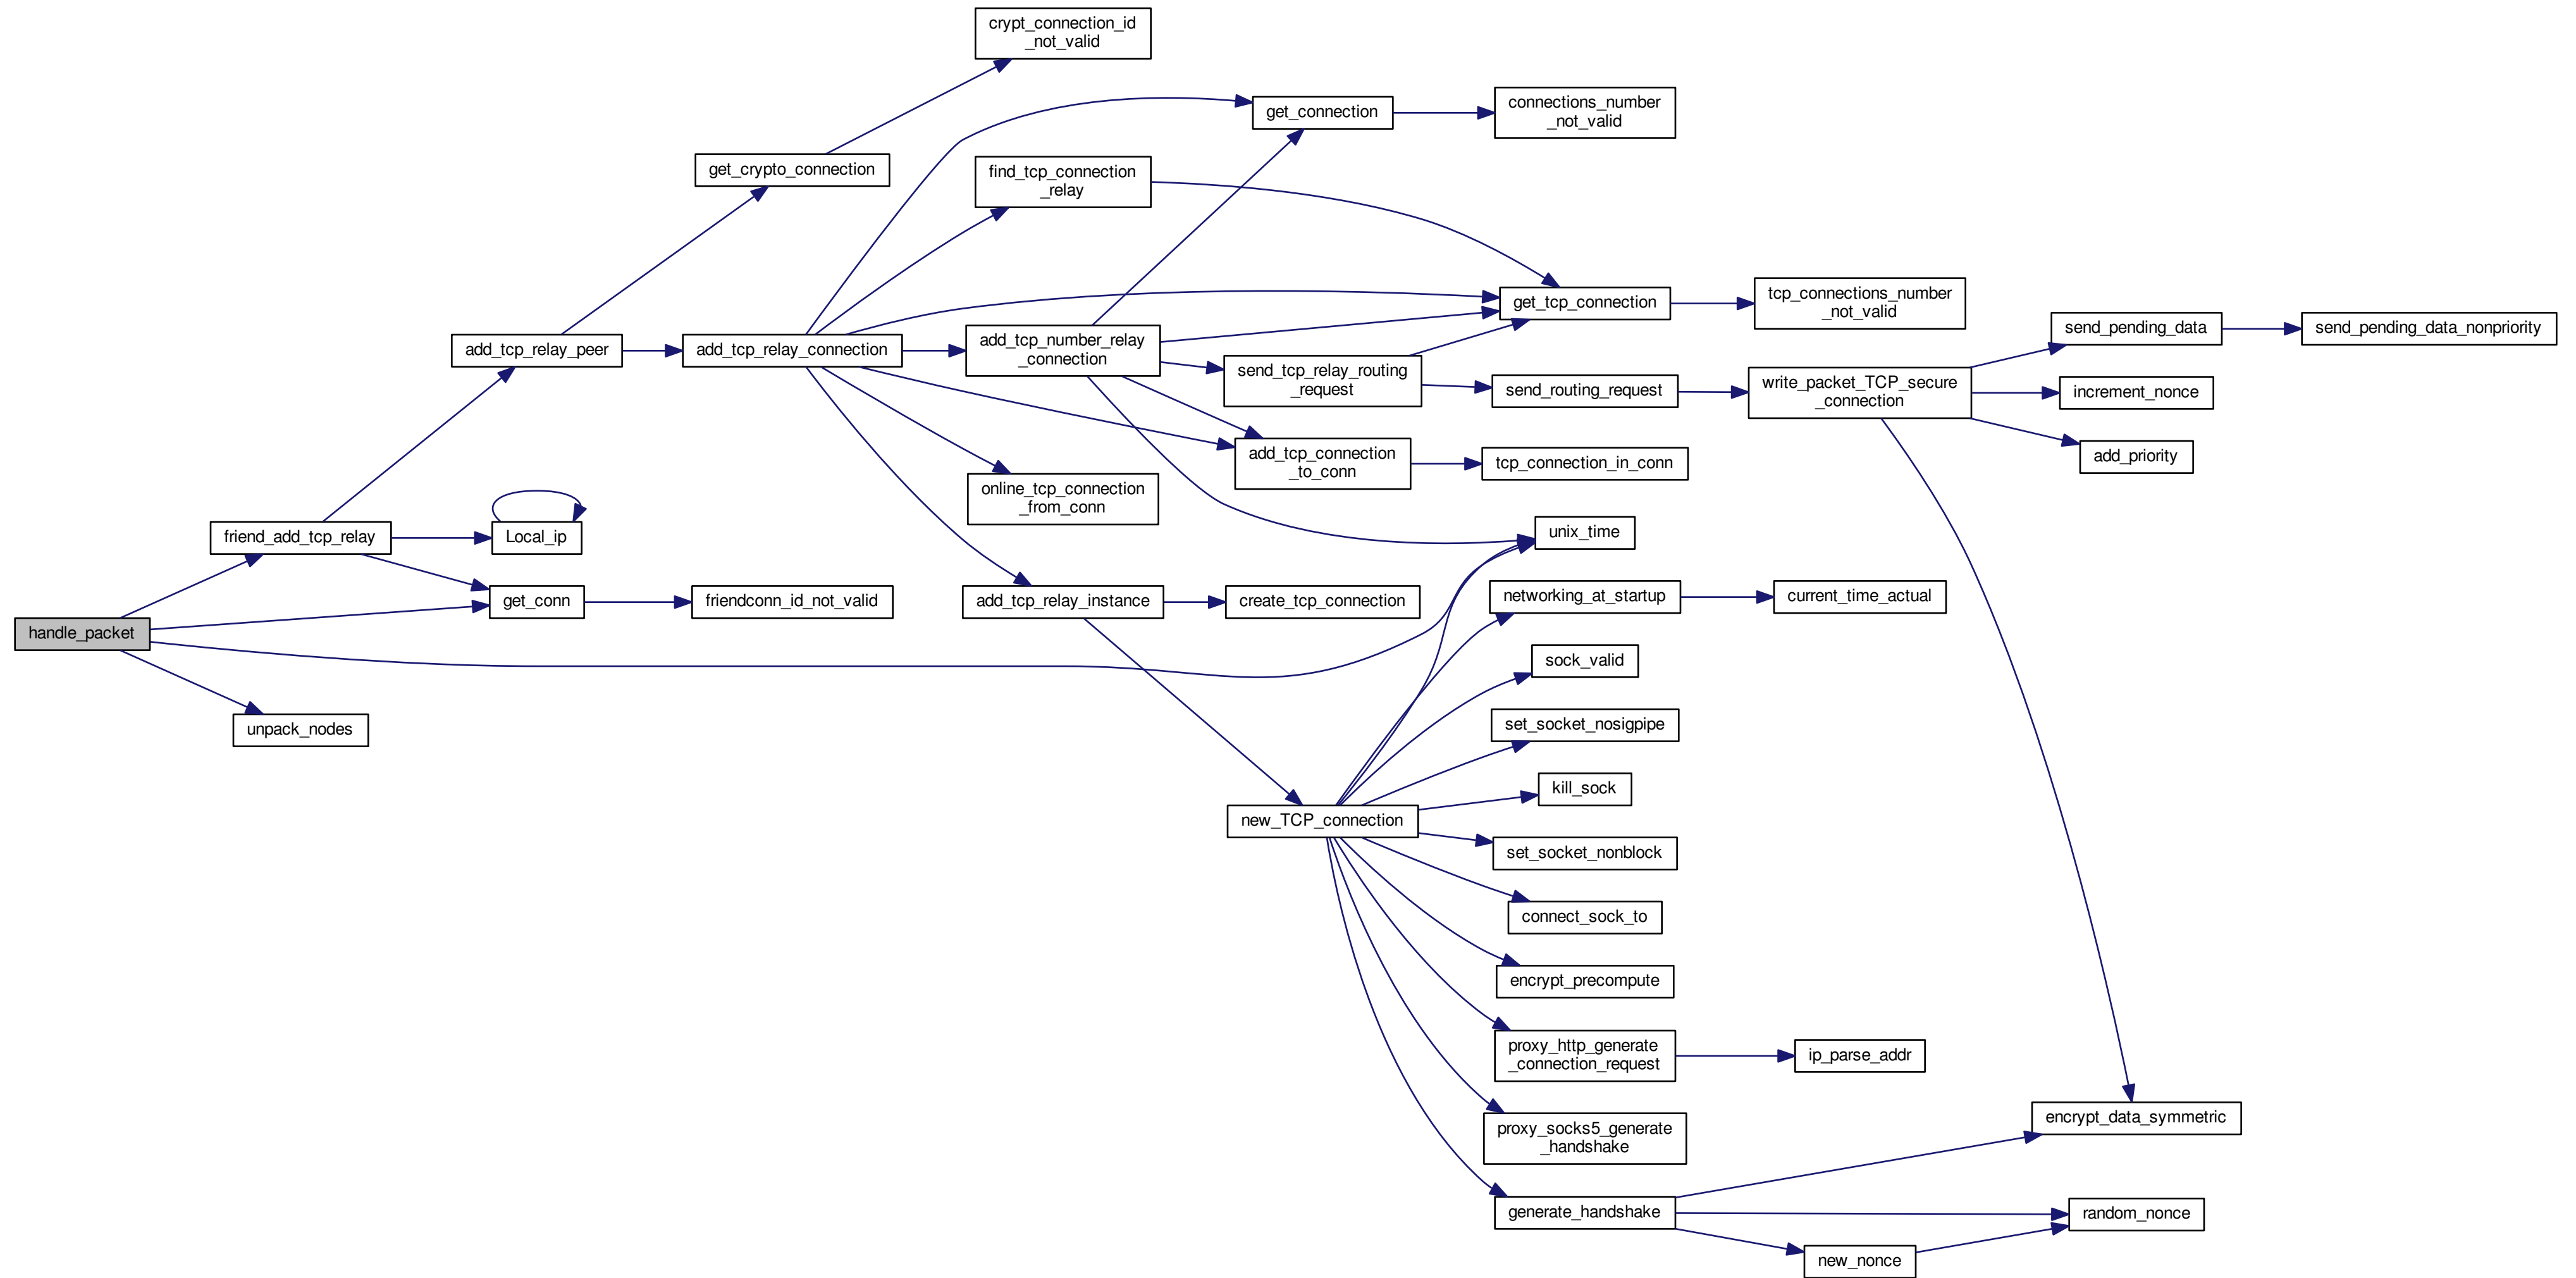 crypt_connection_id
_not_valid
get_connection
connections_number
_not_valid
get_crypto_connection
find_tcp_connection
_relay
get_tcp_connection
tcp_connections_number
_not_valid
send_pending_data
send_pending_data_nonpriority
add_tcp_relay_peer
add_tcp_relay_connection
add_tcp_number_relay
_connection
send_tcp_relay_routing
_request
send_routing_request
write_packet_TCP_secure
_connection
increment_nonce
add_priority
add_tcp_connection
_to_conn
tcp_connection_in_conn
online_tcp_connection
_from_conn
friend_add_tcp_relay
Local_ip
unix_time
get_conn
friendconn_id_not_valid
add_tcp_relay_instance
create_tcp_connection
networking_at_startup
current_time_actual
handle_packet
sock_valid
unpack_nodes
set_socket_nosigpipe
kill_sock
new_TCP_connection
set_socket_nonblock
connect_sock_to
encrypt_precompute
proxy_http_generate
_connection_request
ip_parse_addr
proxy_socks5_generate
_handshake
encrypt_data_symmetric
generate_handshake
random_nonce
new_nonce